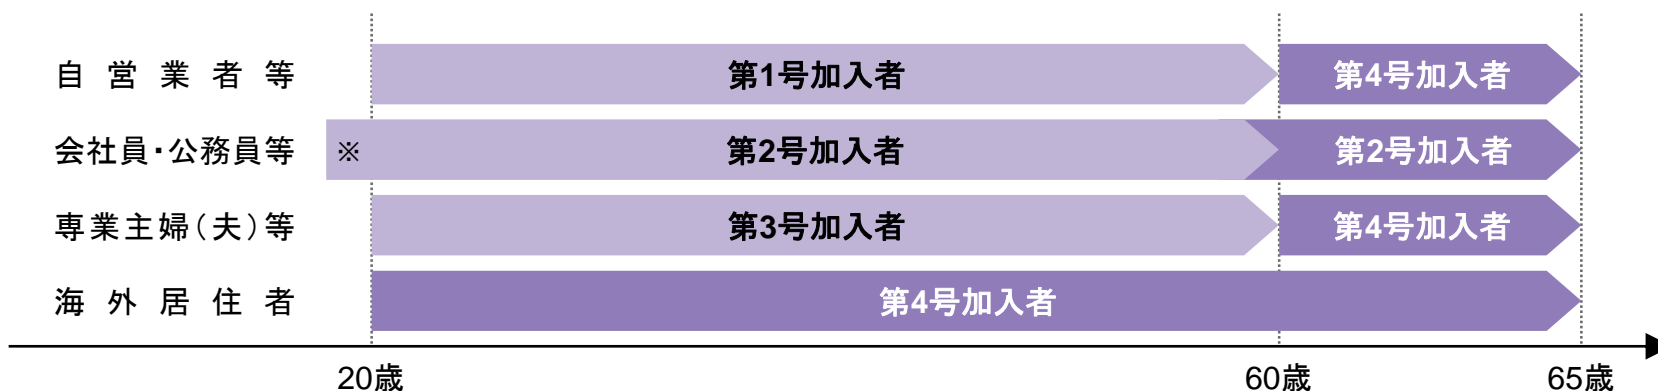 自営業者等 第1号加入者 第4号加入者
会社員・公務員等 ※ 第2号加入者 第2号加入者
専業主婦(夫)等 第3号加入者 第4号加入者
海外居住者 第4号加入者
20歳 60歳 65歳